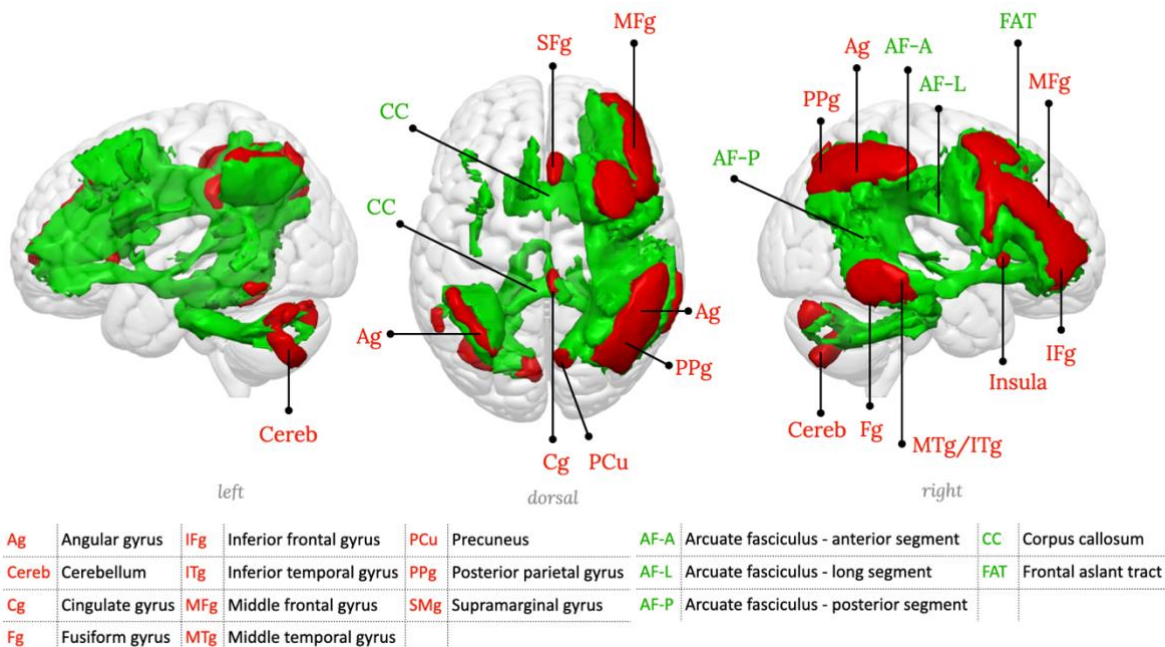 MFg
SFg
FAT
Ag
AF-A
AF-L
MFg
PPg
CC
AF-P
CC
Ag
Ag
PPg
IFg
Insula
Cereb
Cereb
Fg
MTg/ITg
Cg
PCu
left
dorsal
right
Ag Angular gyrus IFg Inferior frontal gyrus PCu Precuneus AF-A Arcuate fasciculus - anterior segment CC Corpus callosum
Cereb Cerebellum ITg Inferior temporal gyrus PPg Posterior parietal gyrus AF-L Arcuate fasciculus - long segment FAT Frontal aslant tract
Cg Cingulate gyrus MFg Middle frontal gyrus SMg Supramarginal gyrus AF-P Arcuate fasciculus - posterior segment
Fg Fusiform gyrus MTg Middle temporal gyrus